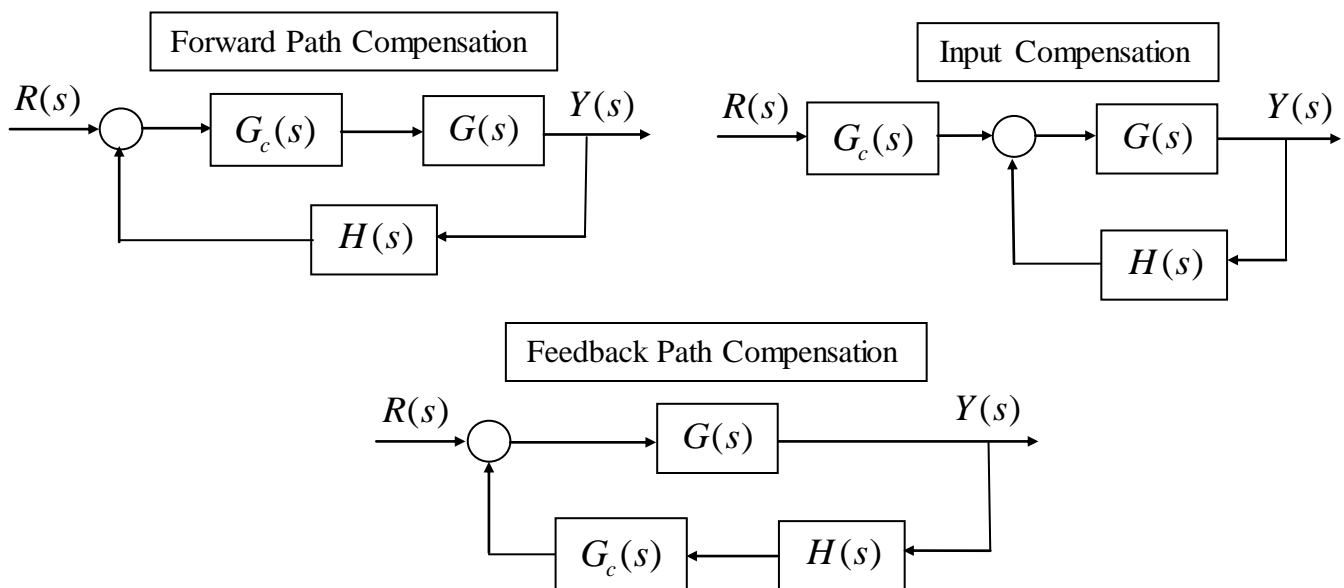 Forward Path Compensation
R(s)
G_c(s)
G(s)
Y(s)
H(s)
Input Compensation
R(s)
G_c(s)
G(s)
Y(s)
H(s)
Feedback Path Compensation
R(s)
G(s)
Y(s)
G_c(s)
H(s)